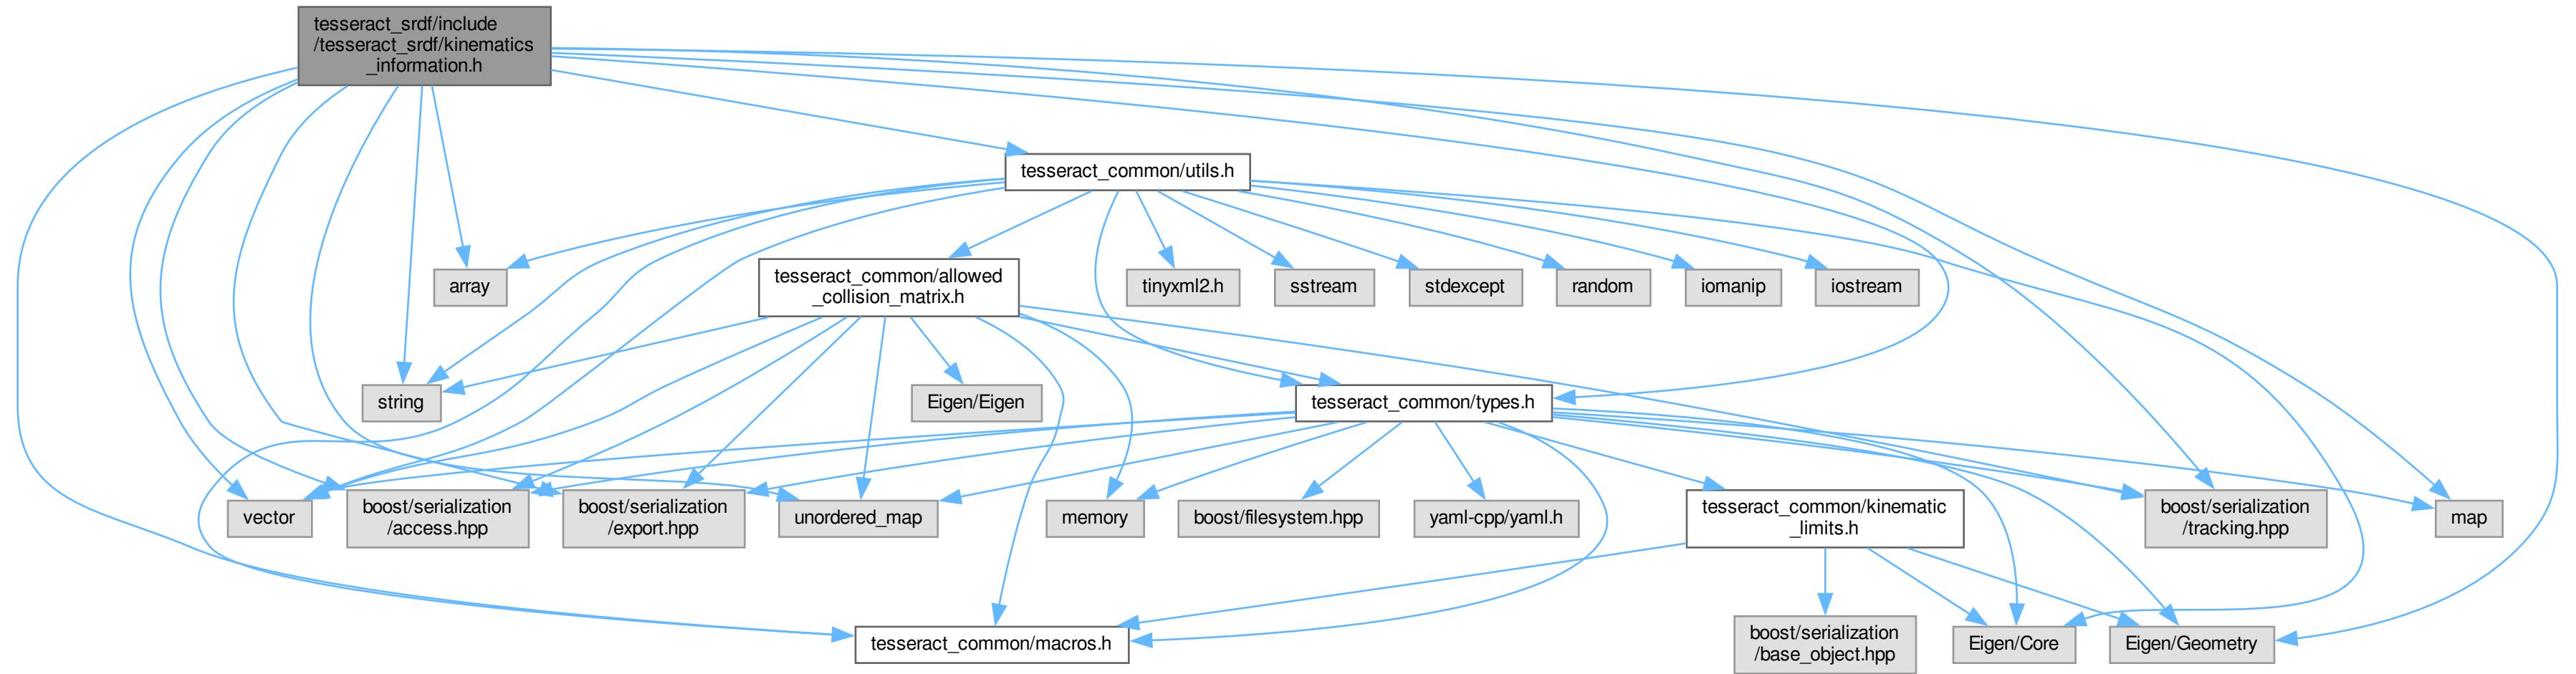 tesseract_srdf/include
/tesseract_srdf/kinematics
_information.h
tesseract_common/utils.h
array
tesseract_common/allowed
_collision_matrix.h
tinyxml2.h
sstream
stdexcept
random
iomanip
iostream
string
Eigen/Eigen
tesseract_common/types.h
vector
boost/serialization
/access.hpp
boost/serialization
/export.hpp
unordered_map
memory
boost/filesystem.hpp
yaml-cpp/yaml.h
tesseract_common/kinematic
_limits.h
boost/serialization
/tracking.hpp
map
tesseract_common/macros.h
boost/serialization
/base_object.hpp
Eigen/Core
Eigen/Geometry